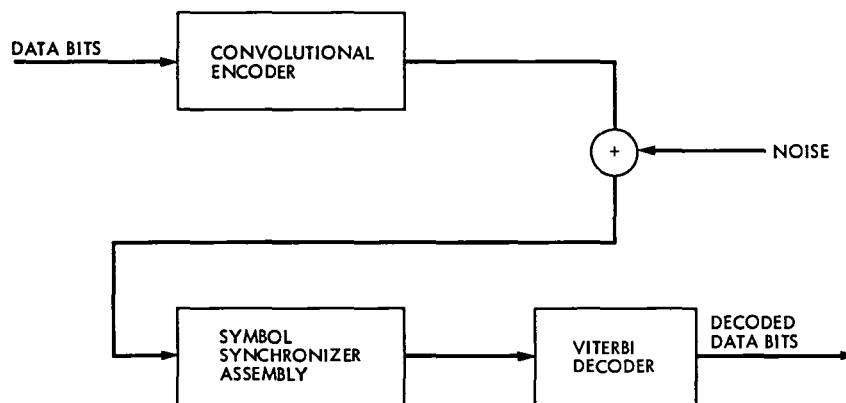 DATA BITS
CONVOLUTIONAL
ENCODER
+
NOISE
SYMBOL
SYNCHRONIZER
ASSEMBLY
VITERBI
DECODER
DECODED
DATA BITS